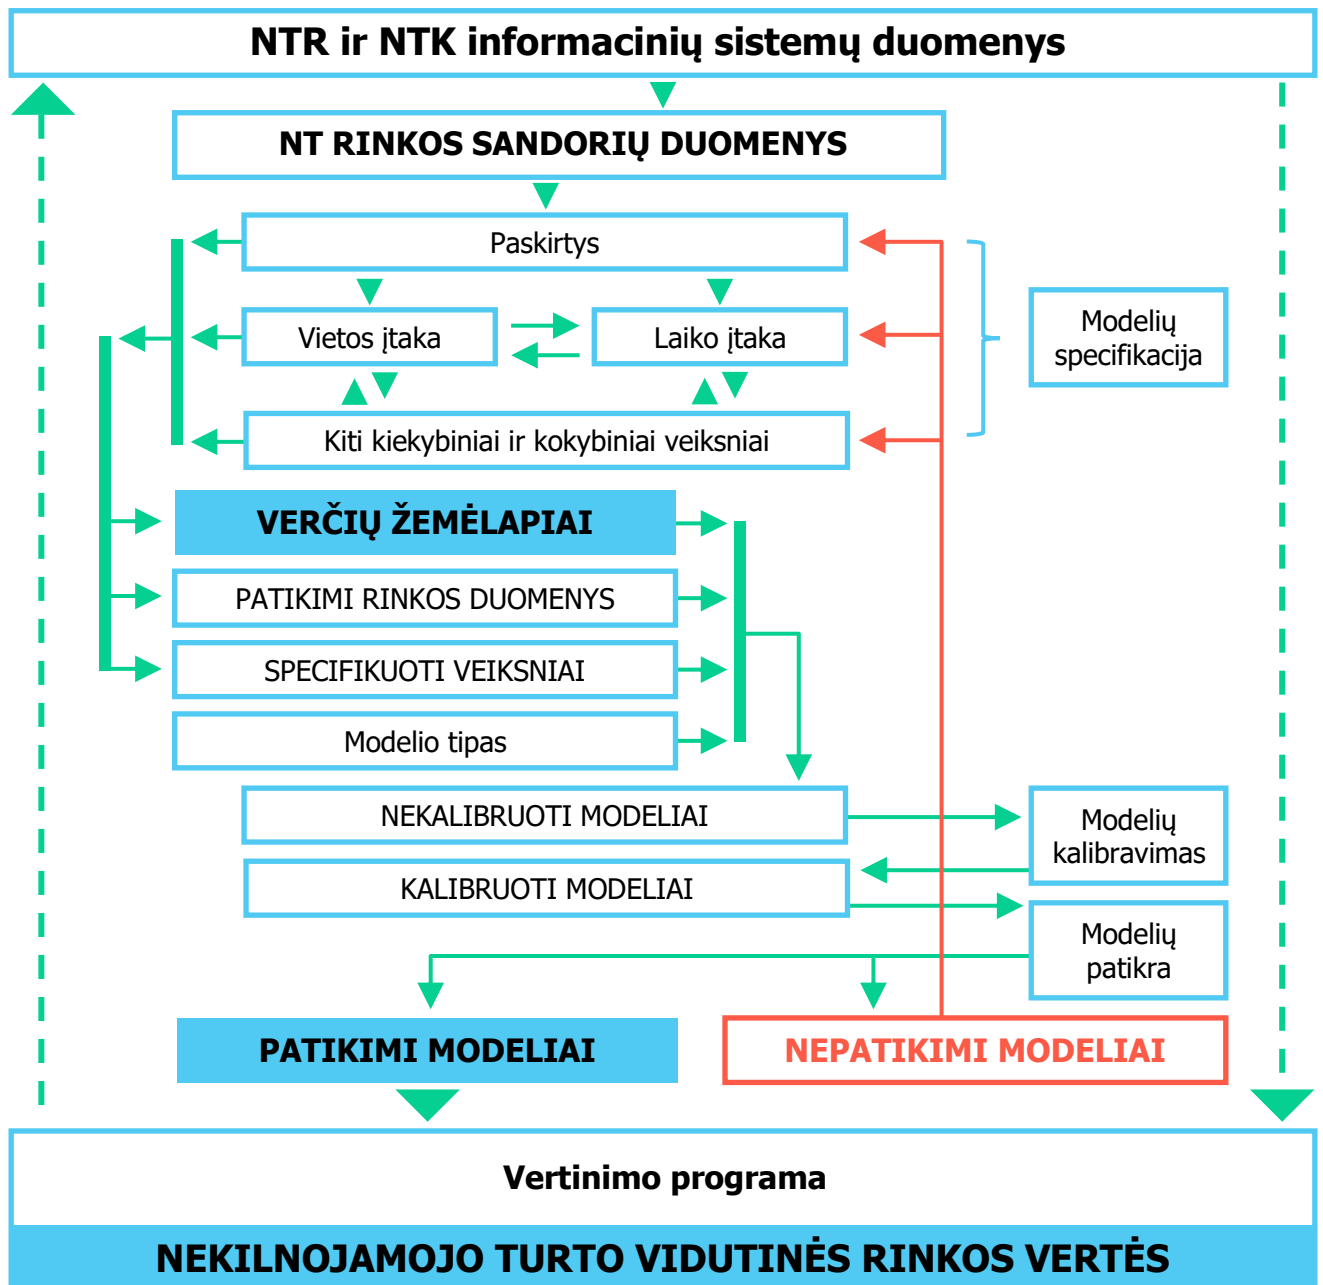 NTR ir NTK informacinių sistemų duomenys
NT RINKOS SANDORIŲ DUOMENYS
Paskirtys
Vietos įtaka
Laiko įtaka
Modelių
specifikacija
Kiti kiekybiniai ir kokybiniai veiksniai
VERČIŲ ŽEMĖLAPIAI
PATIKIMI RINKOS DUOMENYS
SPECIFIKUOTI VEIKSNIAI
Modelio tipas
NEKALIBRUOTI MODELIAI
Modelių
kalibravimas
KALIBRUOTI MODELIAI
Modelių
patikra
PATIKIMI MODELIAI
NEPATIKIMI MODELIAI
Vertinimo programa
NEKILNOJAMOJO TURTO VIDUTINĖS RINKOS VERTĖS